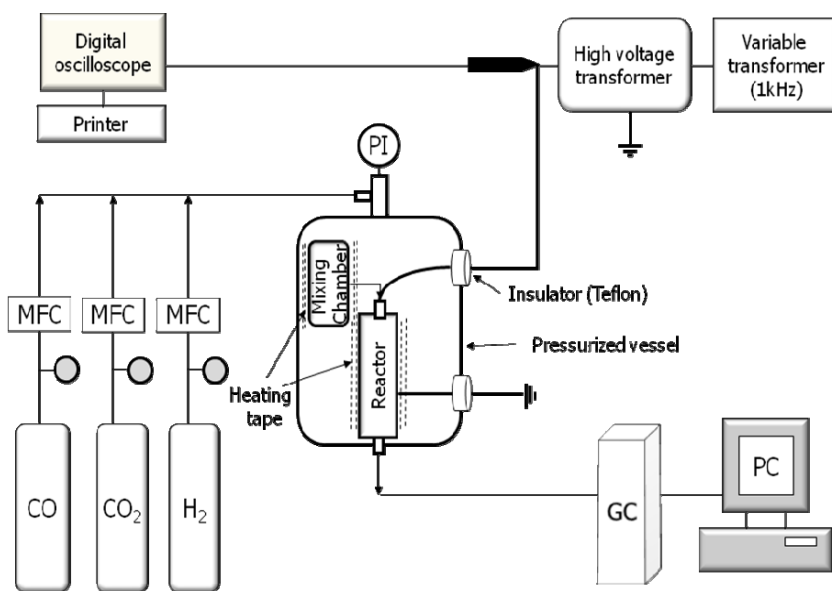 Digital
oscilloscope
Printer
High voltage
transformer
Variable
transformer
(1kHz)
PI
Mixing
Chamber
Insulator (Teflon)
MFC
MFC
MFC
Pressurized vessel
Heating
tape
Reactor
CO
CO₂
H₂
GC
PC